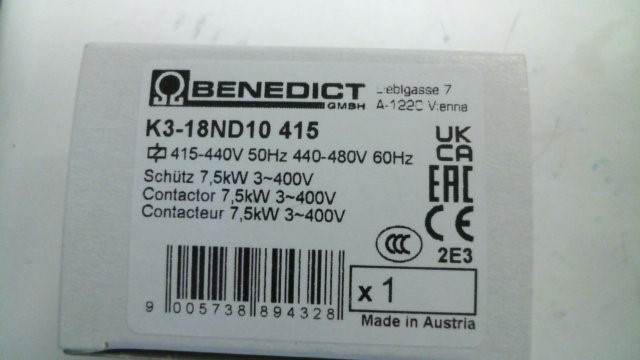 BENEDICT
GMBH
Lieblgasse 7
A-1220 Vienna
K3-18ND10 415
415-440V 50Hz 440-480V 60Hz
Schütz 7,5kW 3~400V
Contactor 7,5kW 3~400V
Contacteur 7,5kW 3~400V
UK
CA
EAC
CE
2E3
CCC
x 1
9 005738 894328
Made in Austria